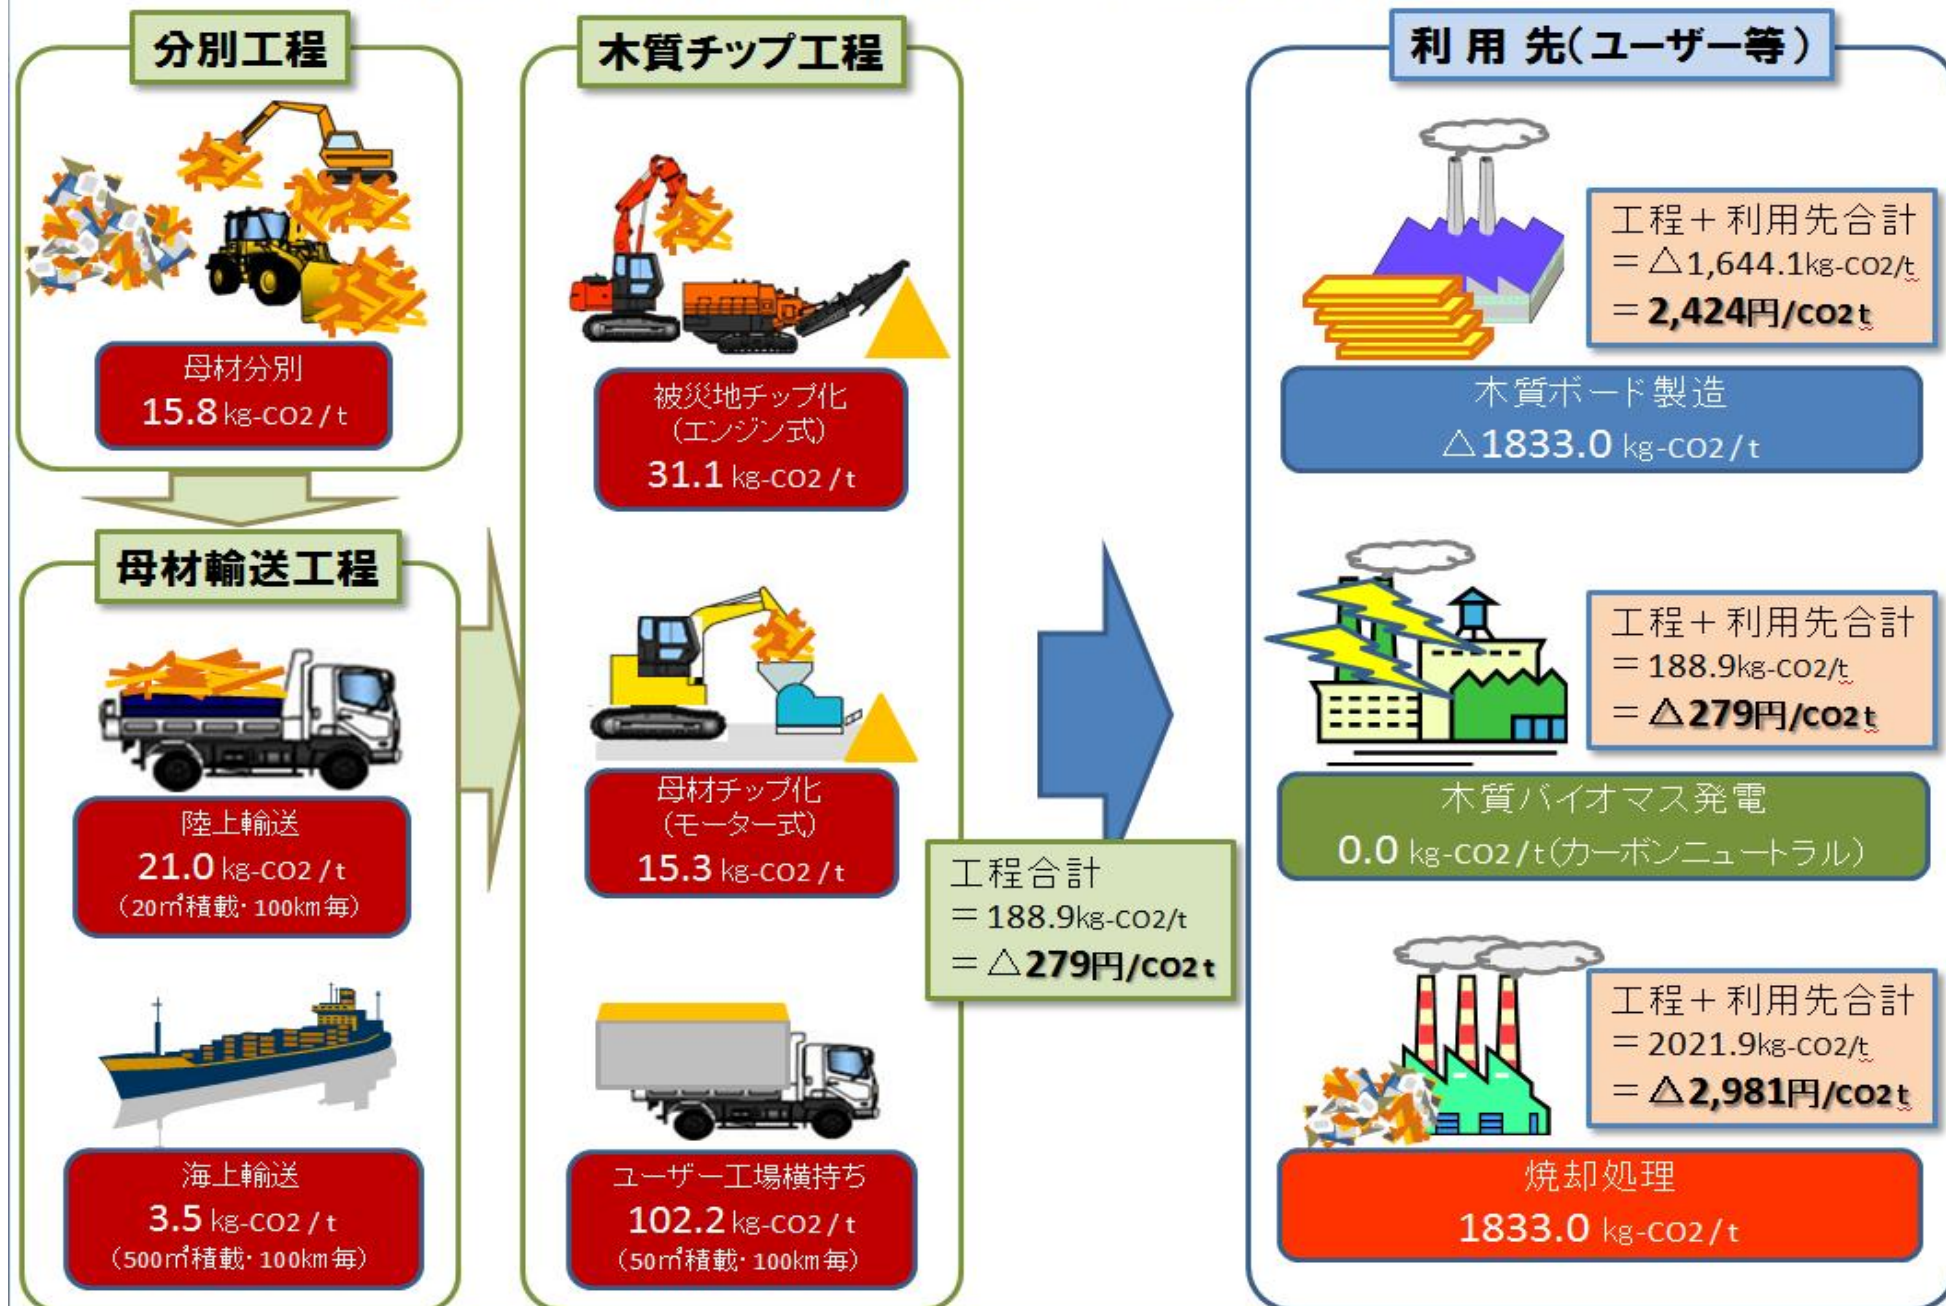 分別工程
母材分別
15.8 kg-CO2 / t
母材輸送工程
陸上輸送
21.0 kg-CO2 / t
（20㎥積載・100km毎）
海上輸送
3.5 kg-CO2 / t
（500㎥積載・100km毎）
木質チップ工程
被災地チップ化
（エンジン式）
31.1 kg-CO2 / t
母材チップ化
（モーター式）
15.3 kg-CO2 / t
ユーザー工場横持ち
102.2 kg-CO2 / t
（50㎥積載・100km毎）
工程合計
＝188.9kg-CO2/t
＝△279円/CO2 t
利 用 先（ユーザー等）
工程＋利用先合計
＝△1,644.1kg-CO2/t
＝2,424円/CO2 t
木質ボード製造
△1833.0 kg-CO2 / t
工程＋利用先合計
＝188.9kg-CO2/t
＝△279円/CO2 t
木質バイオマス発電
0.0 kg-CO2 / t（カーボンニュートラル）
工程＋利用先合計
＝2021.9kg-CO2/t
＝△2,981円/CO2 t
焼却処理
1833.0 kg-CO2 / t